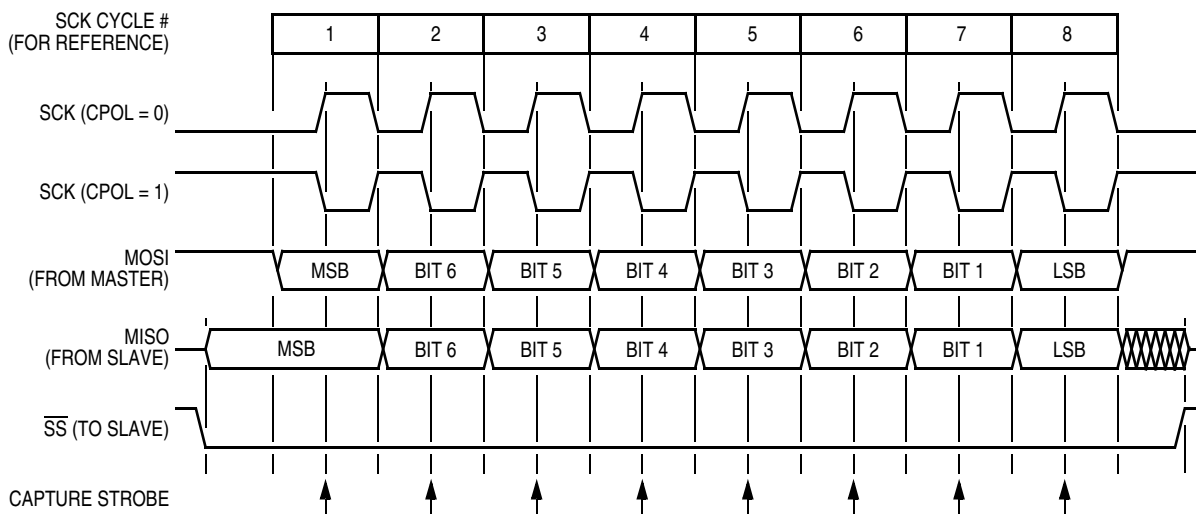 SCK CYCLE #
(FOR REFERENCE)
1 2 3 4 5 6 7 8
SCK (CPOL = 0)
SCK (CPOL = 1)
MOSI
(FROM MASTER)
MSB BIT 6 BIT 5 BIT 4 BIT 3 BIT 2 BIT 1 LSB
MISO
(FROM SLAVE)
MSB BIT 6 BIT 5 BIT 4 BIT 3 BIT 2 BIT 1 LSB
S̅S̅ (TO SLAVE)
CAPTURE STROBE